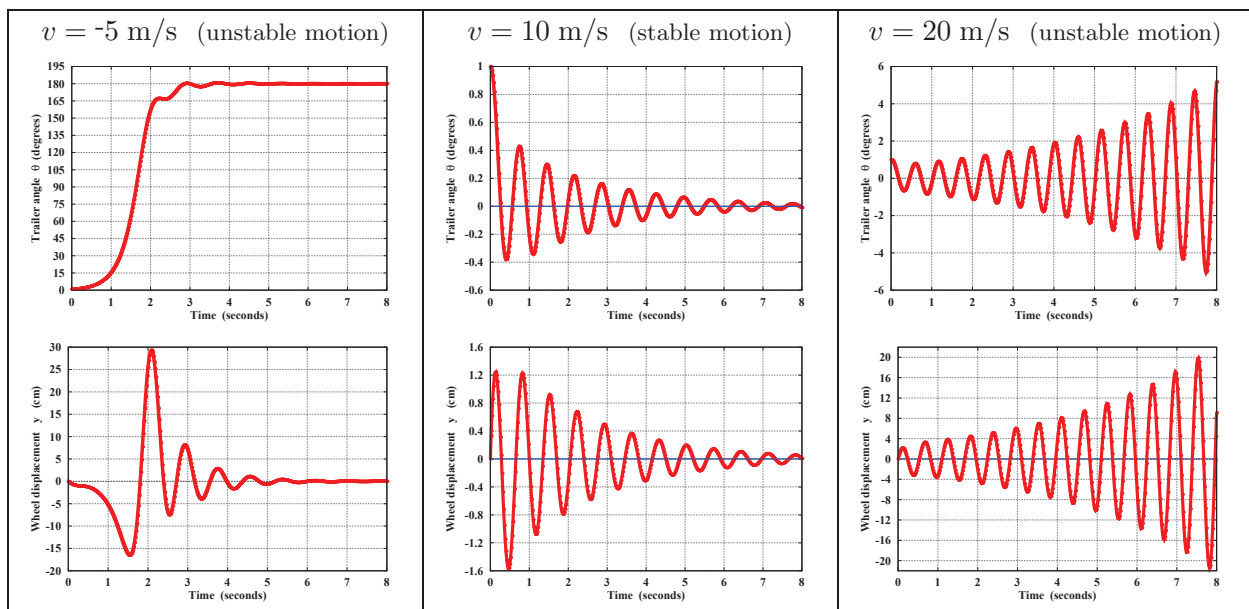 v = -5 m/s (unstable motion)
195
180
165
150
135
120
105
90
75
60
45
30
15
0
Trailer angle θ (degrees)
0 1 2 3 4 5 6 7 8
Time (seconds)
30
25
20
15
10
5
0
-5
-10
-15
-20
Wheel displacement y (cm)
0 1 2 3 4 5 6 7 8
Time (seconds)
v = 10 m/s (stable motion)
1
0.8
0.6
0.4
0.2
0
-0.2
-0.4
-0.6
Trailer angle θ (degrees)
0 1 2 3 4 5 6 7 8
Time (seconds)
1.6
1.2
0.8
0.4
0
-0.4
-0.8
-1.2
-1.6
Wheel displacement y (cm)
0 1 2 3 4 5 6 7 8
Time (seconds)
v = 20 m/s (unstable motion)
6
4
2
0
-2
-4
-6
Trailer angle θ (degrees)
0 1 2 3 4 5 6 7 8
Time (seconds)
20
16
12
8
4
0
-4
-8
-12
-16
-20
Wheel displacement y (cm)
0 1 2 3 4 5 6 7 8
Time (seconds)